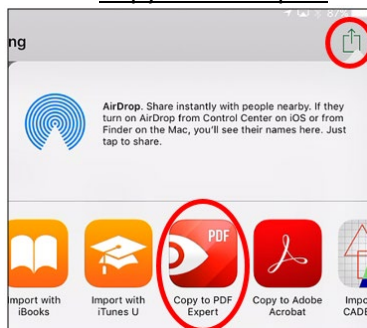 87%
ng
AirDrop. Share instantly with people nearby. If they
turn on AirDrop from Control Center on iOS or from
Finder on the Mac, you'll see their names here. Just
tap to share.
PDF
Import with
iBooks
Import with
iTunes U
Copy to PDF
Expert
Copy to Adobe
Acrobat
Impo
CADE